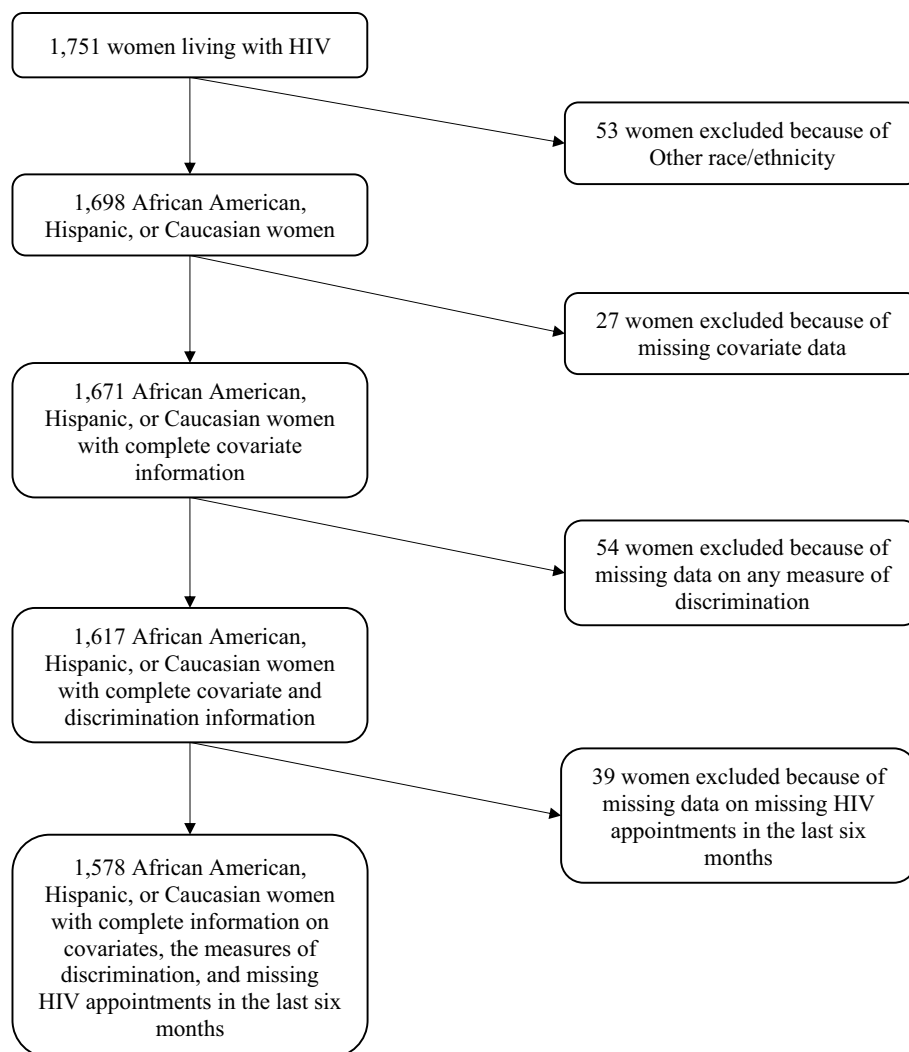 1,751 women living with HIV
53 women excluded because of
Other race/ethnicity
1,698 African American,
Hispanic, or Caucasian women
27 women excluded because of
missing covariate data
1,671 African American,
Hispanic, or Caucasian women
with complete covariate
information
54 women excluded because of
missing data on any measure of
discrimination
1,617 African American,
Hispanic, or Caucasian women
with complete covariate and
discrimination information
39 women excluded because of
missing data on missing HIV
appointments in the last six
months
1,578 African American,
Hispanic, or Caucasian women
with complete information on
covariates, the measures of
discrimination, and missing
HIV appointments in the last six
months